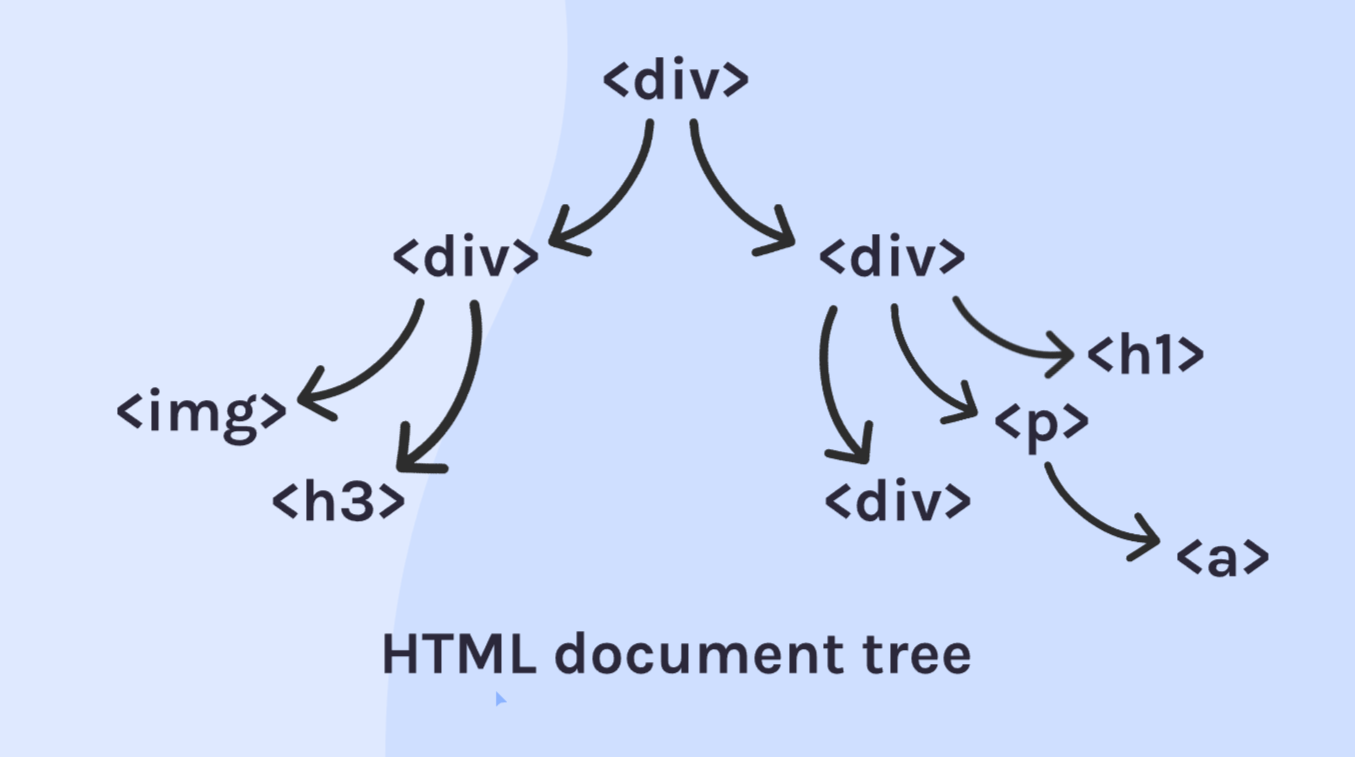 <div>
<div> <div>
<h1>
<img> <p>
<h3> <div>
<a>
HTML document tree